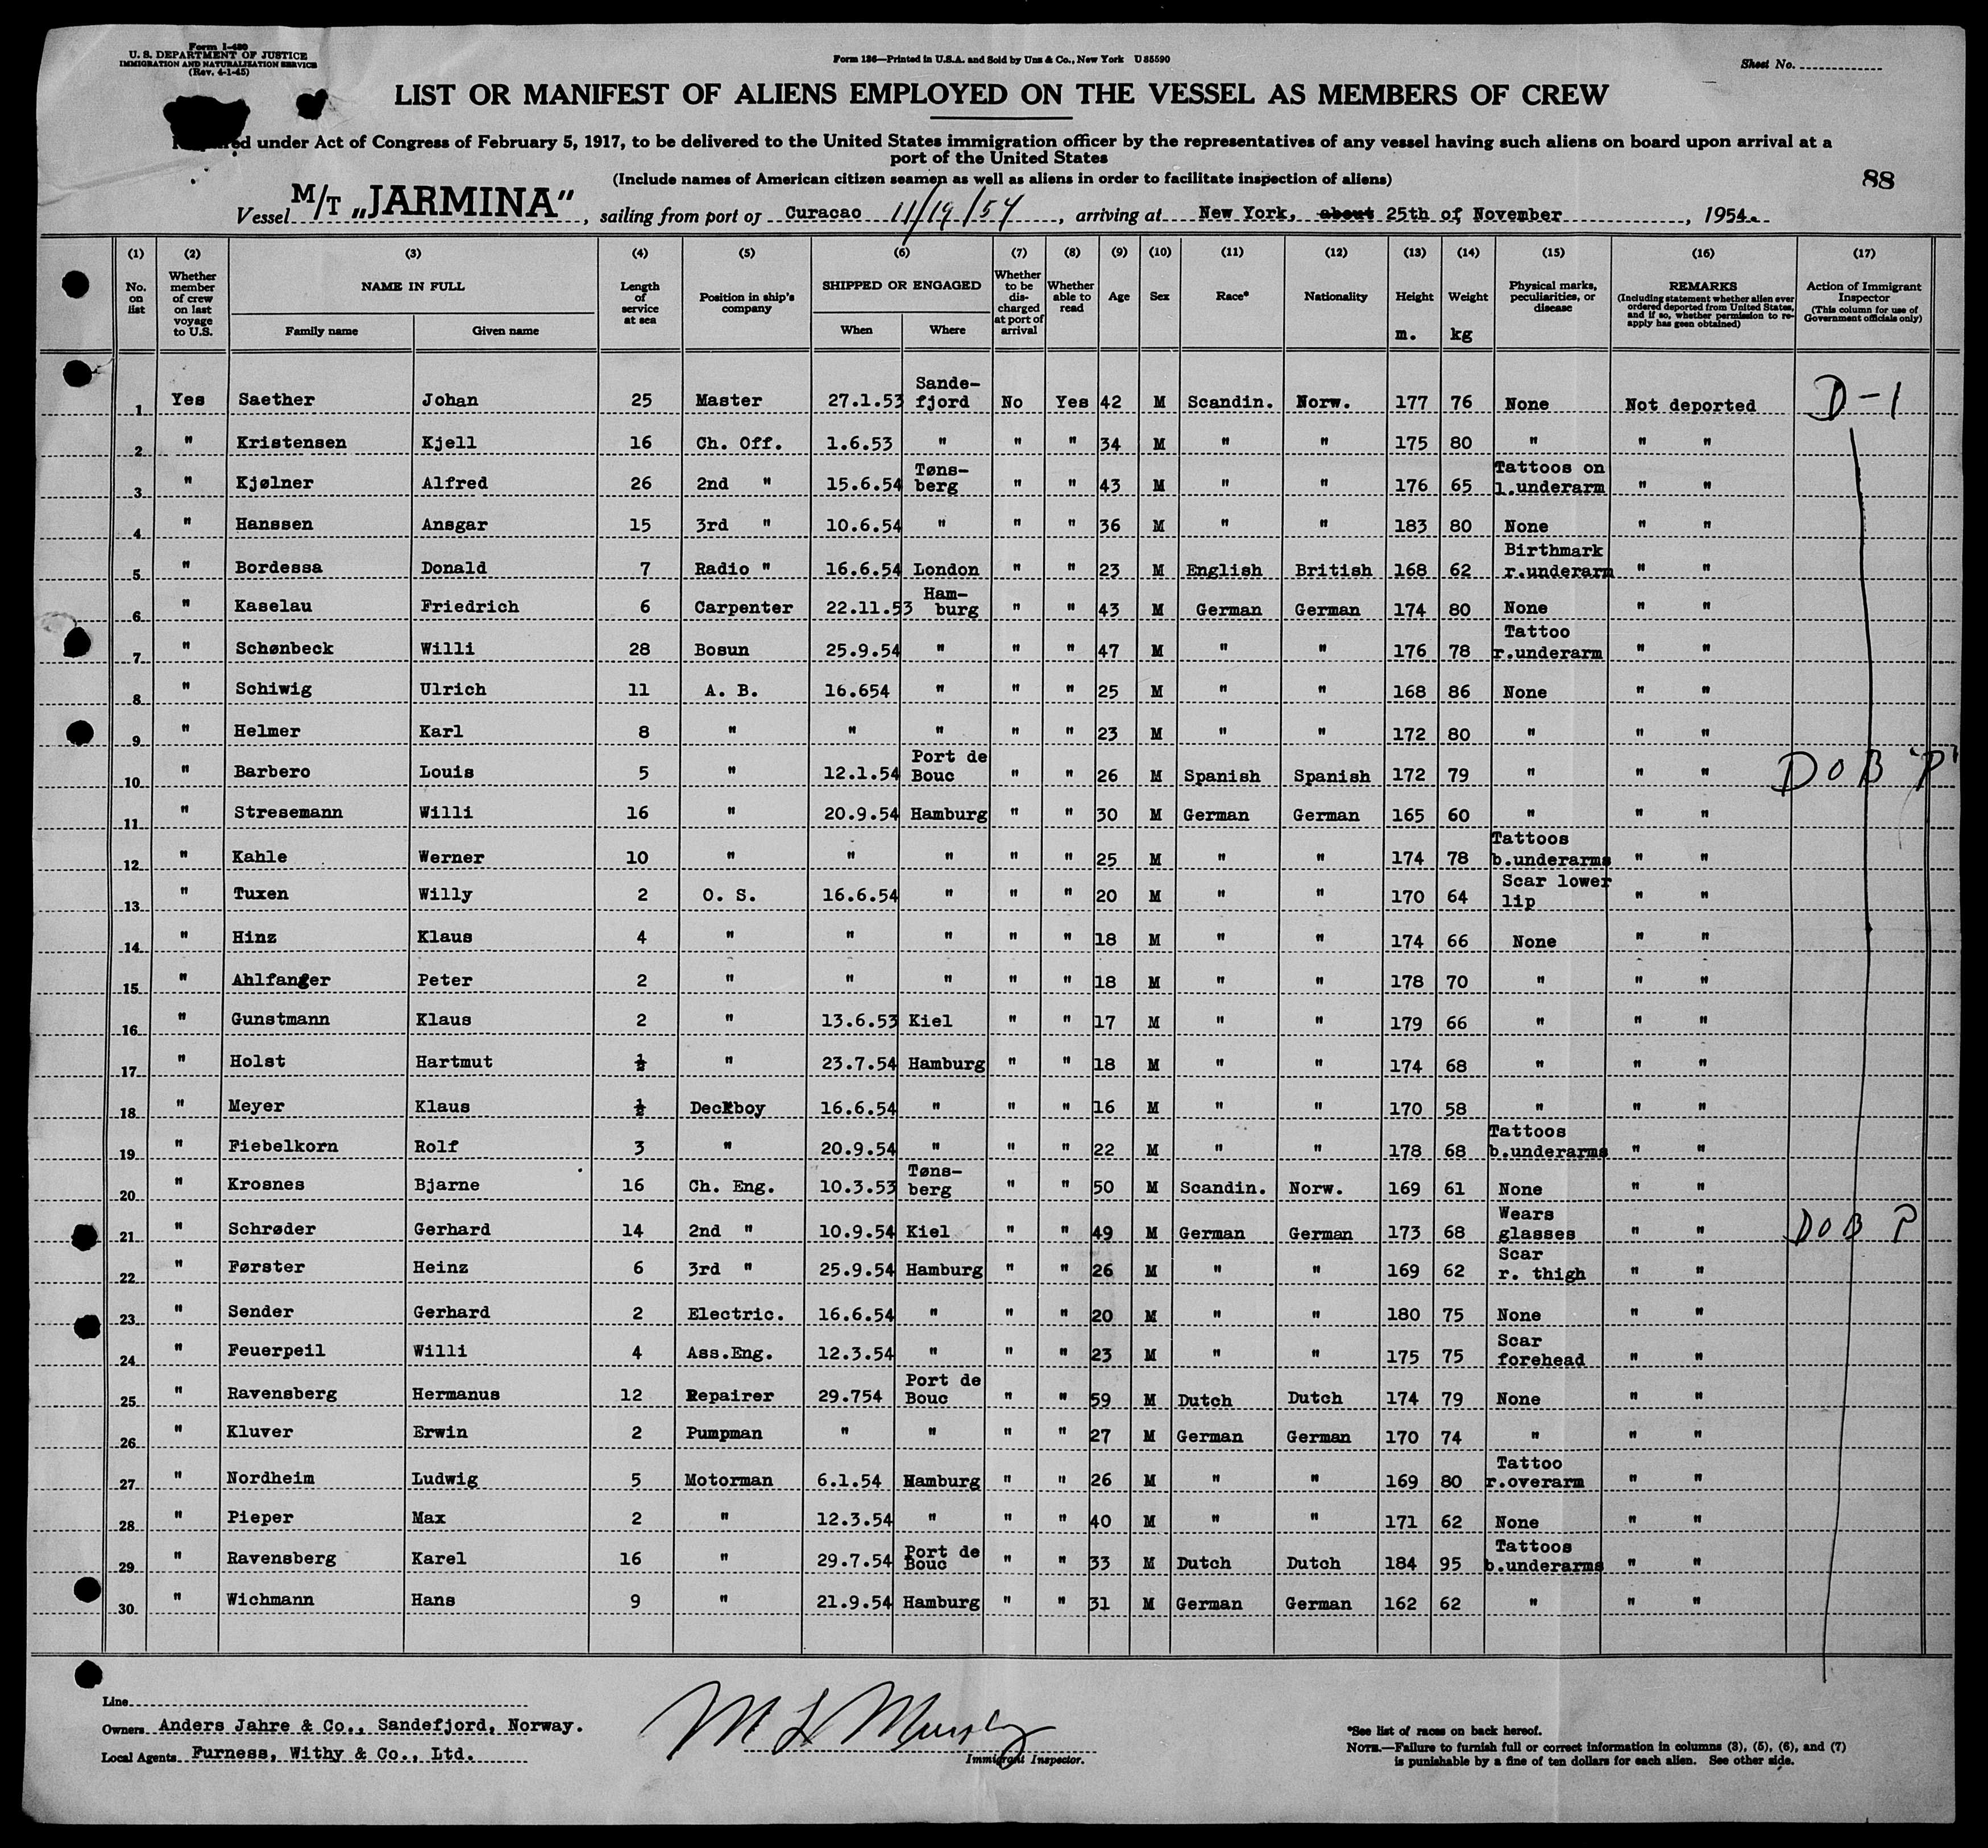 Form I-480
U. S. DEPARTMENT OF JUSTICE
IMMIGRATION AND NATURALIZATION SERVICE
(Rev. 4-1-45)
Form 136—Printed in U.S.A. and Sold by Unz & Co., New York U 85590
Sheet No.
LIST OR MANIFEST OF ALIENS EMPLOYED ON THE VESSEL AS MEMBERS OF CREW
under Act of Congress of February 5, 1917, to be delivered to the United States immigration officer by the representatives of any vessel having such aliens on board upon arrival at a
port of the United States
(Include names of American citizen seamen as well as aliens in order to facilitate inspection of aliens)
88
Vessel M/T „JARMINA“, sailing from port of Curacao 11/19/54, arriving at New York, about 25th of November, 1954.
(1) (2) (3) (4) (5) (6) (7) (8) (9) (10) (11) (12) (13) (14) (15) (16) (17)
No. on list
Whether member of crew on last voyage to U.S.
NAME IN FULL
Family name Given name
Length of service at sea
Position in ship's company
SHIPPED OR ENGAGED
When Where
Whether to be discharged at port of arrival
Whether able to read
Age
Sex
Race*
Nationality
Height m.
Weight kg
Physical marks, peculiarities, or disease
REMARKS
(Including statement whether alien ever ordered deported from United States, and if so, whether permission to re-apply has geen obtained)
Action of Immigrant Inspector
(This column for use of Government officials only)
1 Yes Saether Johan 25 Master 27.1.53 Sande-fjord No Yes 42 M Scandin. Norw. 177 76 None Not deported D-1
2 " Kristensen Kjell 16 Ch. Off. 1.6.53 " " " 34 M " " 175 80 " " "
3 " Kjølner Alfred 26 2nd " 15.6.54 Tøns-berg " " 43 M " " 176 65 Tattoos on l.underarm " "
4 " Hanssen Ansgar 15 3rd " 10.6.54 " " " 36 M " " 183 80 None " "
5 " Bordessa Donald 7 Radio " 16.6.54 London " " 23 M English British 168 62 Birthmark r.underarm " "
6 " Kaselau Friedrich 6 Carpenter 22.11.53 Ham-burg " " 43 M German German 174 80 None " "
7 " Schønbeck Willi 28 Bosun 25.9.54 " " " 47 M " " 176 78 Tattoo r.underarm " "
8 " Schiwig Ulrich 11 A. B. 16.654 " " " 25 M " " 168 86 None " "
9 " Helmer Karl 8 " " " " " 23 M " " 172 80 " " "
10 " Barbero Louis 5 " 12.1.54 Port de Bouc " " 26 M Spanish Spanish 172 79 " " " DOB "P"
11 " Stresemann Willi 16 " 20.9.54 Hamburg " " 30 M German German 165 60 " " "
12 " Kahle Werner 10 " " " " " 25 M " " 174 78 Tattoos b.underarms " "
13 " Tuxen Willy 2 O. S. 16.6.54 " " " 20 M " " 170 64 Scar lower lip " "
14 " Hinz Klaus 4 " " " " " 18 M " " 174 66 None " "
15 " Ahlfanger Peter 2 " " " " " 18 M " " 178 70 " " "
16 " Gunstmann Klaus 2 " 13.6.53 Kiel " " 17 M " " 179 66 " " "
17 " Holst Hartmut ½ " 23.7.54 Hamburg " " 18 M " " 174 68 " " "
18 " Meyer Klaus ½ Deckboy 16.6.54 " " " 16 M " " 170 58 " " "
19 " Fiebelkorn Rolf 3 " 20.9.54 " " " 22 M " " 178 68 Tattoos b.underarms " "
20 " Krosnes Bjarne 16 Ch. Eng. 10.3.53 Tøns-berg " " 50 M Scandin. Norw. 169 61 None " "
21 " Schrøder Gerhard 14 2nd " 10.9.54 Kiel " " 49 M German German 173 68 Wears glasses " " DOB P
22 " Førster Heinz 6 3rd " 25.9.54 Hamburg " " 26 M " " 169 62 Scar r. thigh " "
23 " Sender Gerhard 2 Electric. 16.6.54 " " " 20 M " " 180 75 None " "
24 " Feuerpeil Willi 4 Ass.Eng. 12.3.54 " " " 23 M " " 175 75 Scar forehead " "
25 " Ravensberg Hermanus 12 Repairer 29.754 Port de Bouc " " 59 M Dutch Dutch 174 79 None " "
26 " Kluver Erwin 2 Pumpman " " " " 27 M German German 170 74 " " "
27 " Nordheim Ludwig 5 Motorman 6.1.54 Hamburg " " 26 M " " 169 80 Tattoo r.overarm " "
28 " Pieper Max 2 " 12.3.54 " " " 40 M " " 171 62 None " "
29 " Ravensberg Karel 16 " 29.7.54 Port de Bouc " " 33 M Dutch Dutch 184 95 Tattoos b.underarms " "
30 " Wichmann Hans 9 " 21.9.54 Hamburg " " 31 M German German 162 62 " " "
Line
Owners Anders Jahre & Co., Sandefjord, Norway.
Local Agents Furness, Withy & Co., Ltd.
M L Murphy
Immigrant Inspector.
*See list of races on back hereof.
NOTE.—Failure to furnish full or correct information in columns (3), (5), (6), and (7)
is punishable by a fine of ten dollars for each alien. See other side.